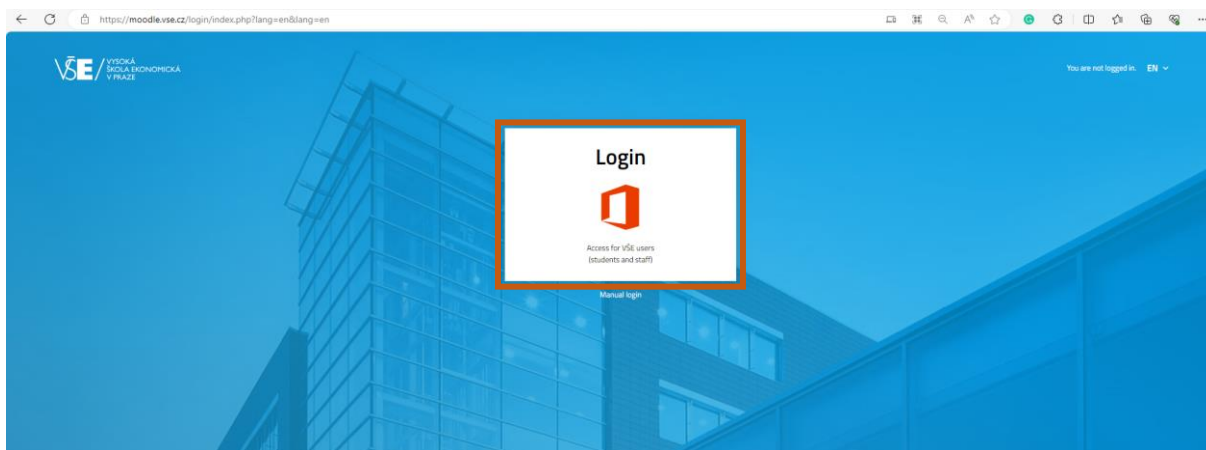 https://moodle.vse.cz/login/index.php?lang=en&lang=en
VŠE / VYSOKÁ
ŠKOLA EKONOMICKÁ
V PRAZE
You are not logged in. EN
Login
Access for VŠE users
(students and staff)
Manual login